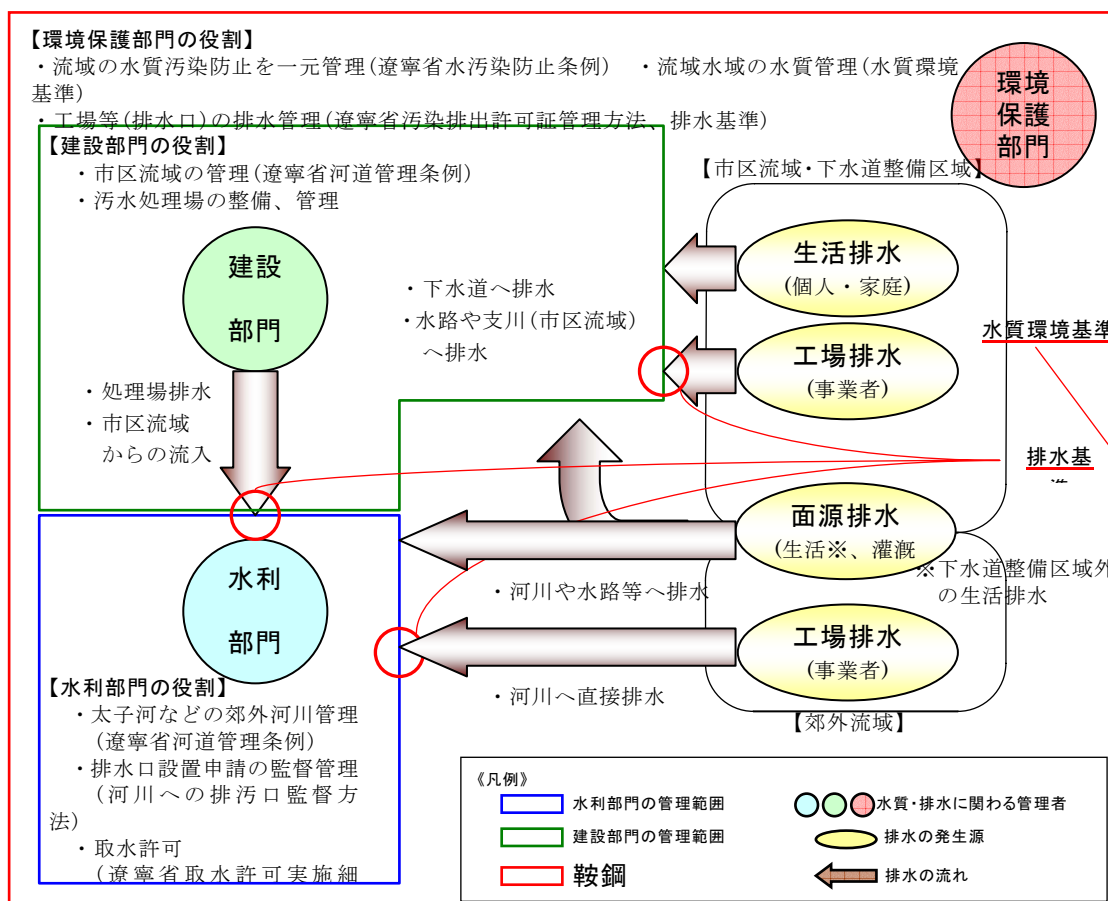 【環境保護部門の役割】
・流域の水質汚染防止を一元管理(遼寧省水汚染防止条例)　・流域水域の水質管理(水質環境
基準)
・工場等(排水口)の排水管理(遼寧省汚染排出許可証管理方法、排水基準)
環境
保護
部門
【建設部門の役割】
・市区流域の管理(遼寧省河道管理条例)
・汚水処理場の整備、管理
【市区流域・下水道整備区域】
建設
部門
・下水道へ排水
・水路や支川(市区流域)
へ排水
生活排水
(個人・家庭)
工場排水
(事業者)
水質環境基準
・処理場排水
・市区流域
からの流入
排水基
面源排水
(生活※、灌漑
※下水道整備区域外
の生活排水
水利
部門
・河川や水路等へ排水
工場排水
(事業者)
・河川へ直接排水
【郊外流域】
【水利部門の役割】
・太子河などの郊外河川管理
(遼寧省河道管理条例)
・排水口設置申請の監督管理
(河川への排汚口監督方
法)
・取水許可
(遼寧省取水許可実施細
《凡例》
水利部門の管理範囲
水質・排水に関わる管理者
建設部門の管理範囲
排水の発生源
鞍鋼
排水の流れ